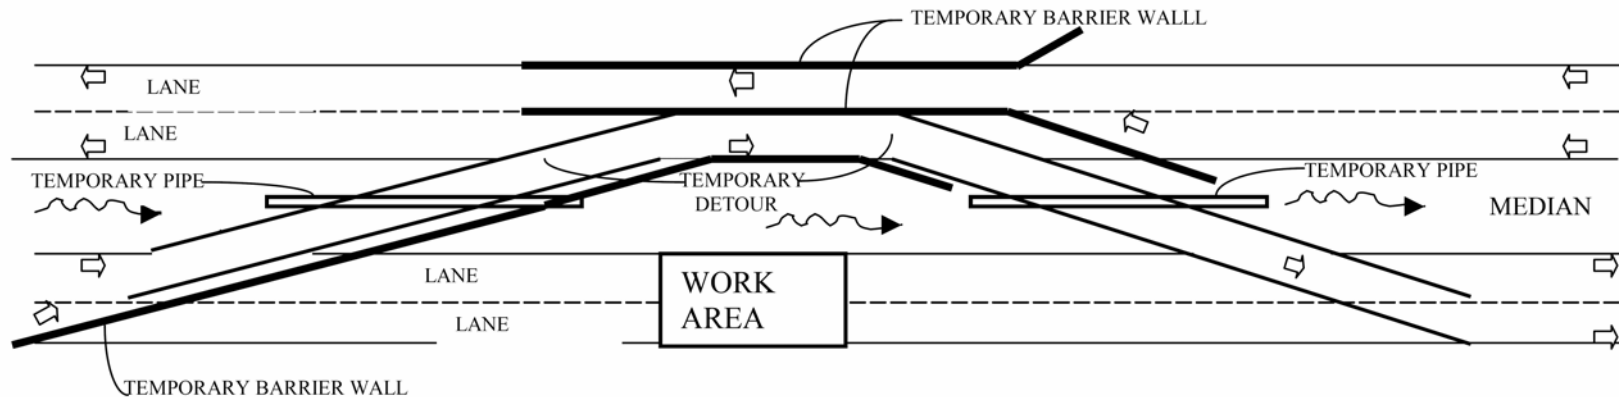 TEMPORARY BARRIER WALLL
LANE
LANE
TEMPORARY PIPE
TEMPORARY
DETOUR
TEMPORARY PIPE
MEDIAN
LANE
WORK
AREA
LANE
TEMPORARY BARRIER WALL